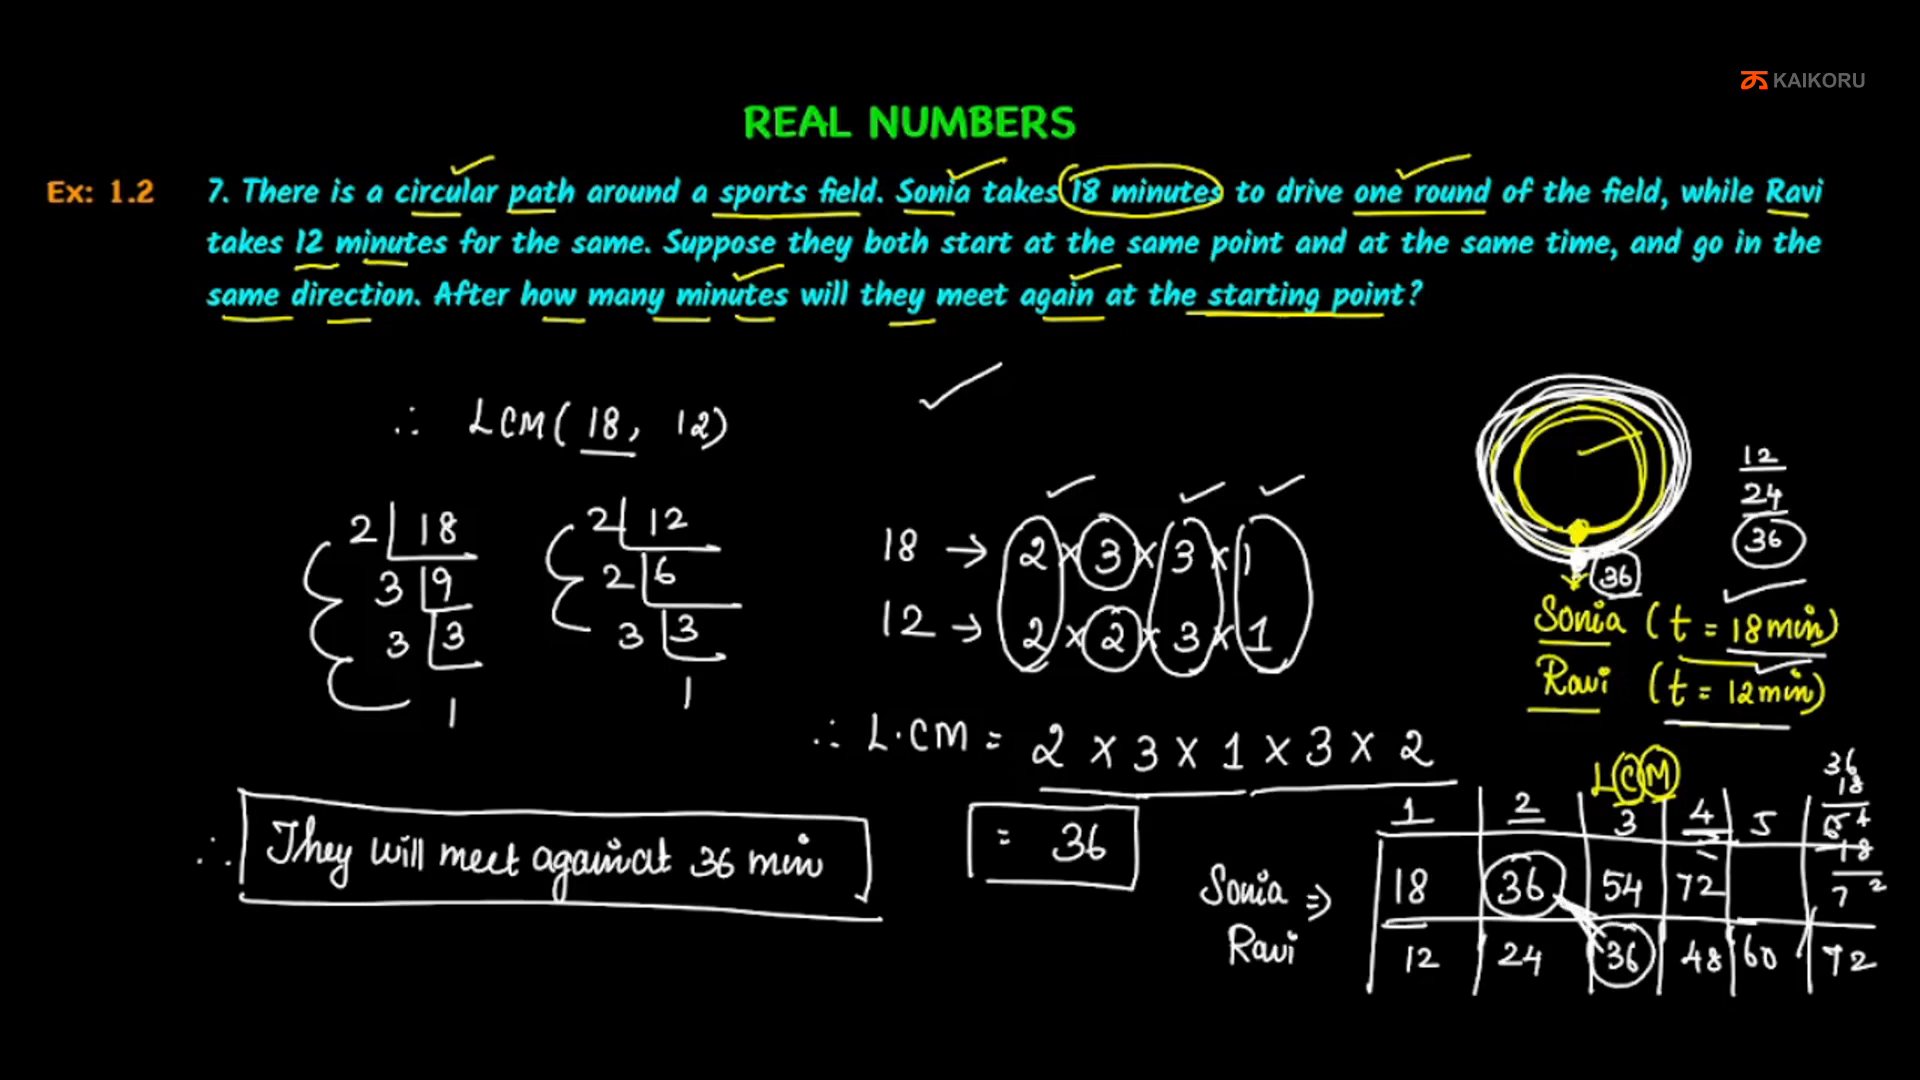 KAIKORU
REAL NUMBERS
Ex: 1.2
7. There is a circular path around a sports field. Sonia takes 18 minutes to drive one round of the field, while Ravi
takes 12 minutes for the same. Suppose they both start at the same point and at the same time, and go in the
same direction. After how many minutes will they meet again at the starting point?
∴ LCM( 18, 12)
2 18
3 9
3 3
1
2 12
2 6
3 3
1
18 → 2 × 3 × 3 × 1
12 → 2 × 2 × 3 × 1
∴ L.CM = 2 × 3 × 1 × 3 × 2
= 36
∴ They will meet again at 36 min
12
24
36
36
Sonia ( t = 18 min)
Ravi ( t = 12 min)
LCM
36
18
54
18
72
1 2 3 4 5
Sonia ⇒ 18 36 54 72
Ravi 12 24 36 48 60 72